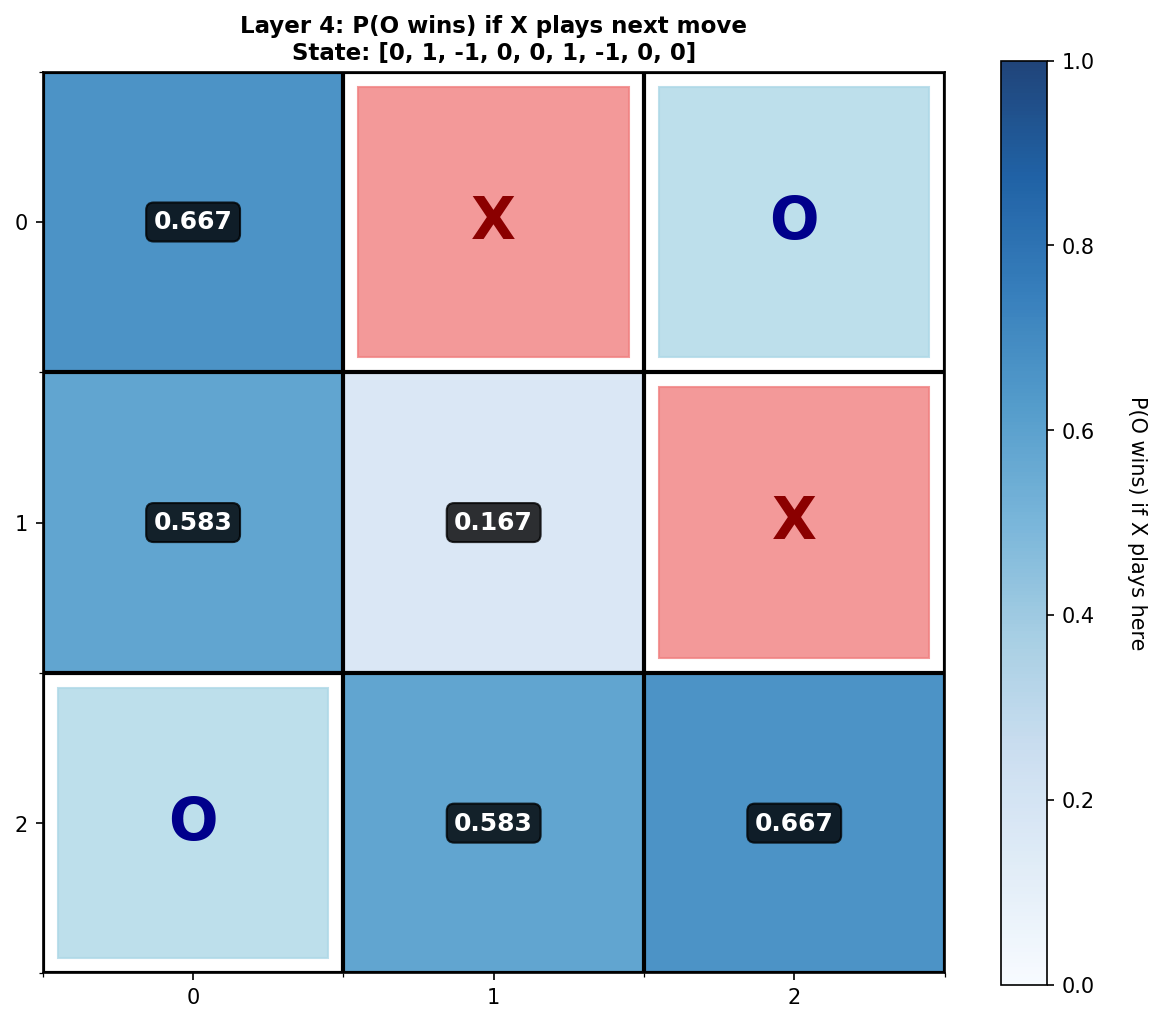 Layer 4: P(O wins) if X plays next move
State: [0, 1, -1, 0, 0, 1, -1, 0, 0]
0.667 X O
0.583 0.167 X
O 0.583 0.667
0
1
2
0 1 2
1.0
0.8
0.6
0.4
0.2
0.0
P(O wins) if X plays here